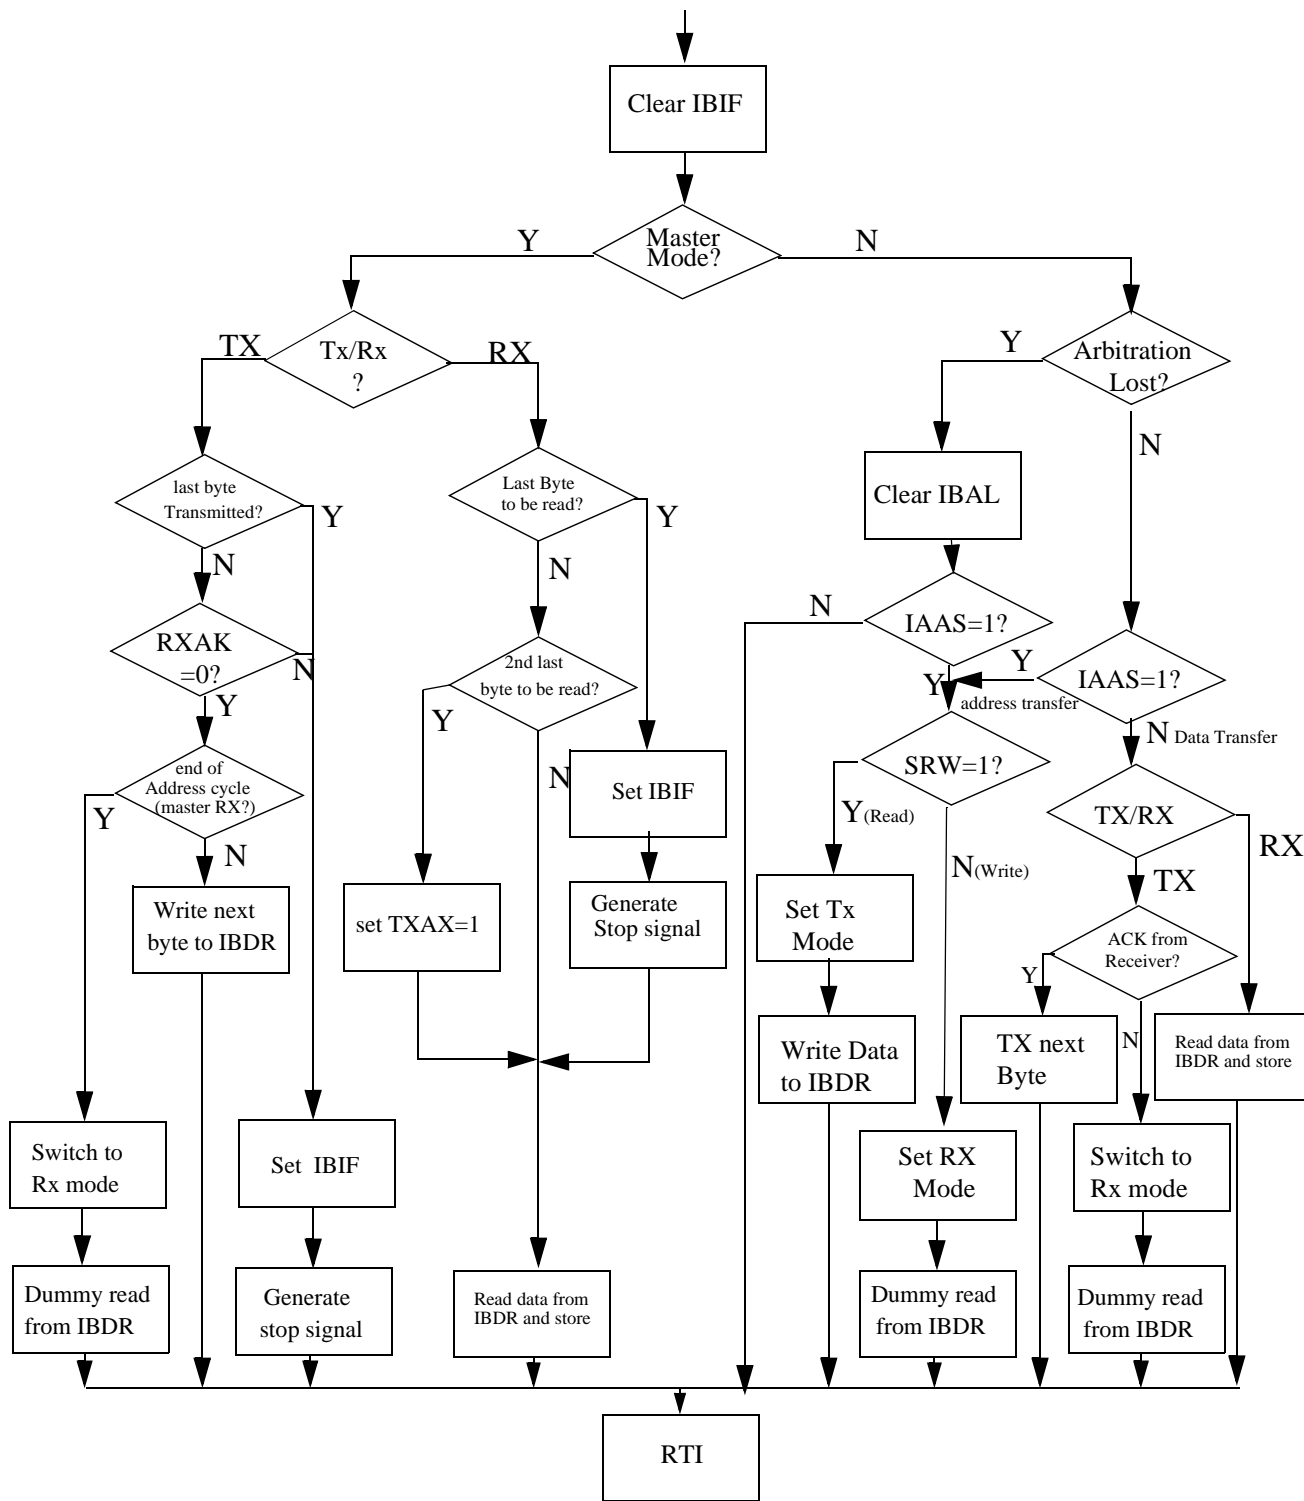 Clear IBIF
Master
Mode?
Y
N
Tx/Rx
?
TX
RX
Arbitration
Lost?
Y
N
last byte
Transmitted?
Y
N
Last Byte
to be read?
Y
N
Clear IBAL
RXAK
=0?
N
Y
2nd last
byte to be read?
Y
N
IAAS=1?
N
Y
IAAS=1?
Y
address transfer
N Data Transfer
end of
Address cycle
(master RX?)
Y
N
Set IBIF
SRW=1?
Y(Read)
N(Write)
TX/RX
RX
TX
Write next
byte to IBDR
set TXAX=1
Generate
Stop signal
Set Tx
Mode
ACK from
Receiver?
Y
N
Write Data
to IBDR
TX next
Byte
Read data from
IBDR and store
Switch to
Rx mode
Set  IBIF
Set RX
Mode
Switch to
Rx mode
Dummy read
from IBDR
Generate
stop signal
Read data from
IBDR and store
Dummy read
from IBDR
Dummy read
from IBDR
RTI